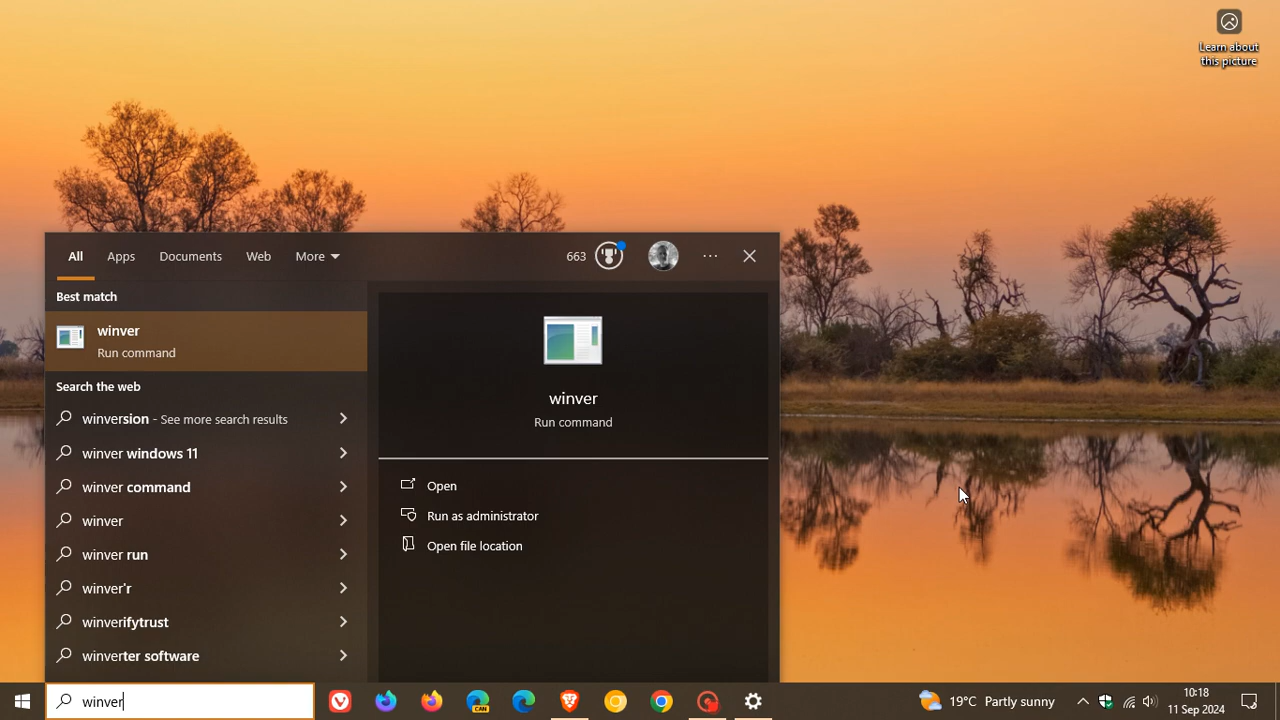 Learn about
this picture
All Apps Documents Web More 663 ···
Best match
winver
Run command
Search the web
winversion - See more search results
winver windows 11
winver command
winver
winver run
winver'r
winverifytrust
winverter software
winver
Run command
Open
Run as administrator
Open file location
winver
CAN
19°C Partly sunny
10:18
11 Sep 2024